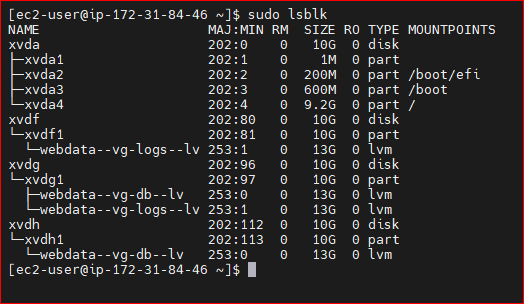 [ec2-user@ip-172-31-84-46 ~]$ sudo lsblk
NAME                     MAJ:MIN RM  SIZE RO TYPE MOUNTPOINTS
xvda                     202:0    0   10G  0 disk
├─xvda1                  202:1    0    1M  0 part
├─xvda2                  202:2    0  200M  0 part /boot/efi
├─xvda3                  202:3    0  600M  0 part /boot
└─xvda4                  202:4    0  9.2G  0 part /
xvdf                     202:80   0   10G  0 disk
└─xvdf1                  202:81   0   10G  0 part
  └─webdata--vg-logs--lv 253:1    0   13G  0 lvm
xvdg                     202:96   0   10G  0 disk
└─xvdg1                  202:97   0   10G  0 part
  ├─webdata--vg-db--lv   253:0    0   13G  0 lvm
  └─webdata--vg-logs--lv 253:1    0   13G  0 lvm
xvdh                     202:112  0   10G  0 disk
└─xvdh1                  202:113  0   10G  0 part
  └─webdata--vg-db--lv   253:0    0   13G  0 lvm
[ec2-user@ip-172-31-84-46 ~]$